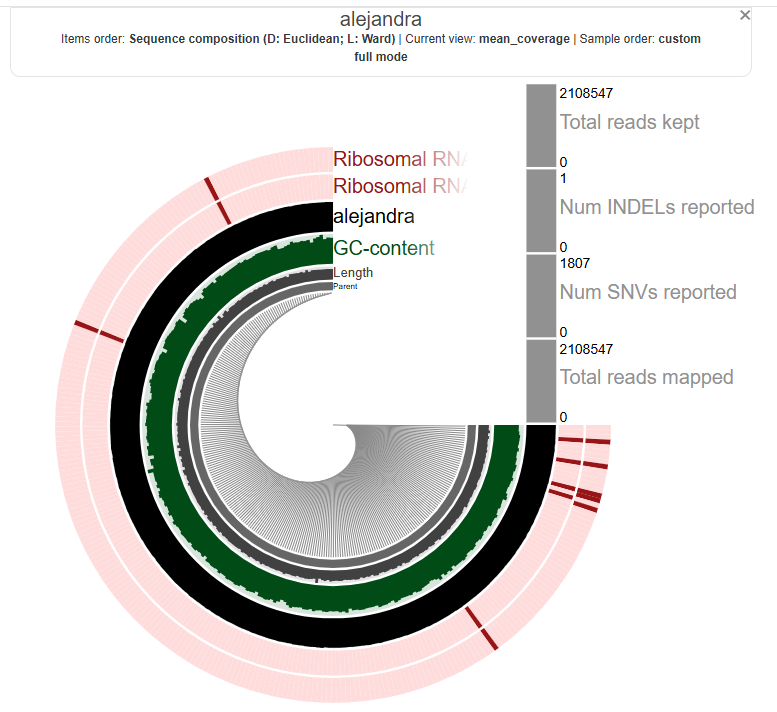 alejandra
Items order: Sequence composition (D: Euclidean; L: Ward) | Current view: mean_coverage | Sample order: custom
full mode
2108547
Total reads kept
0
1
Num INDELs reported
0
1807
Num SNVs reported
0
2108547
Total reads mapped
0
Ribosomal RNA
Ribosomal RNA
alejandra
GC-content
Length
Parent